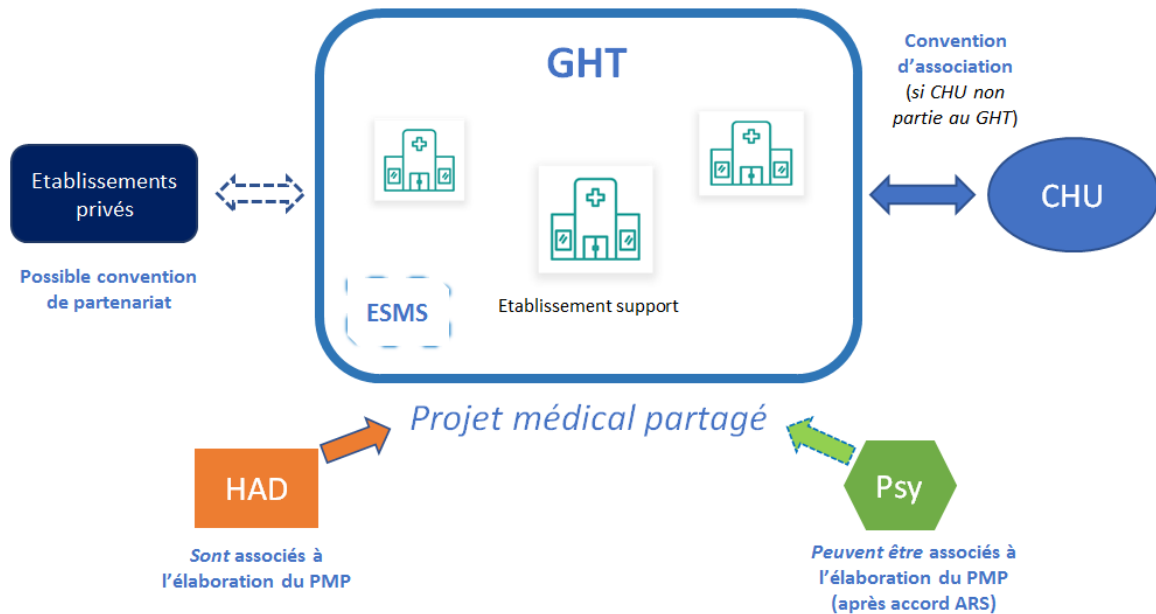 GHT
Convention
d'association
(si CHU non
partie au GHT)
Etablissements
privés
CHU
Possible convention
de partenariat
ESMS
Etablissement support
Projet médical partagé
HAD
Psy
Sont associés à
l'élaboration du PMP
Peuvent être associés à
l'élaboration du PMP
(après accord ARS)